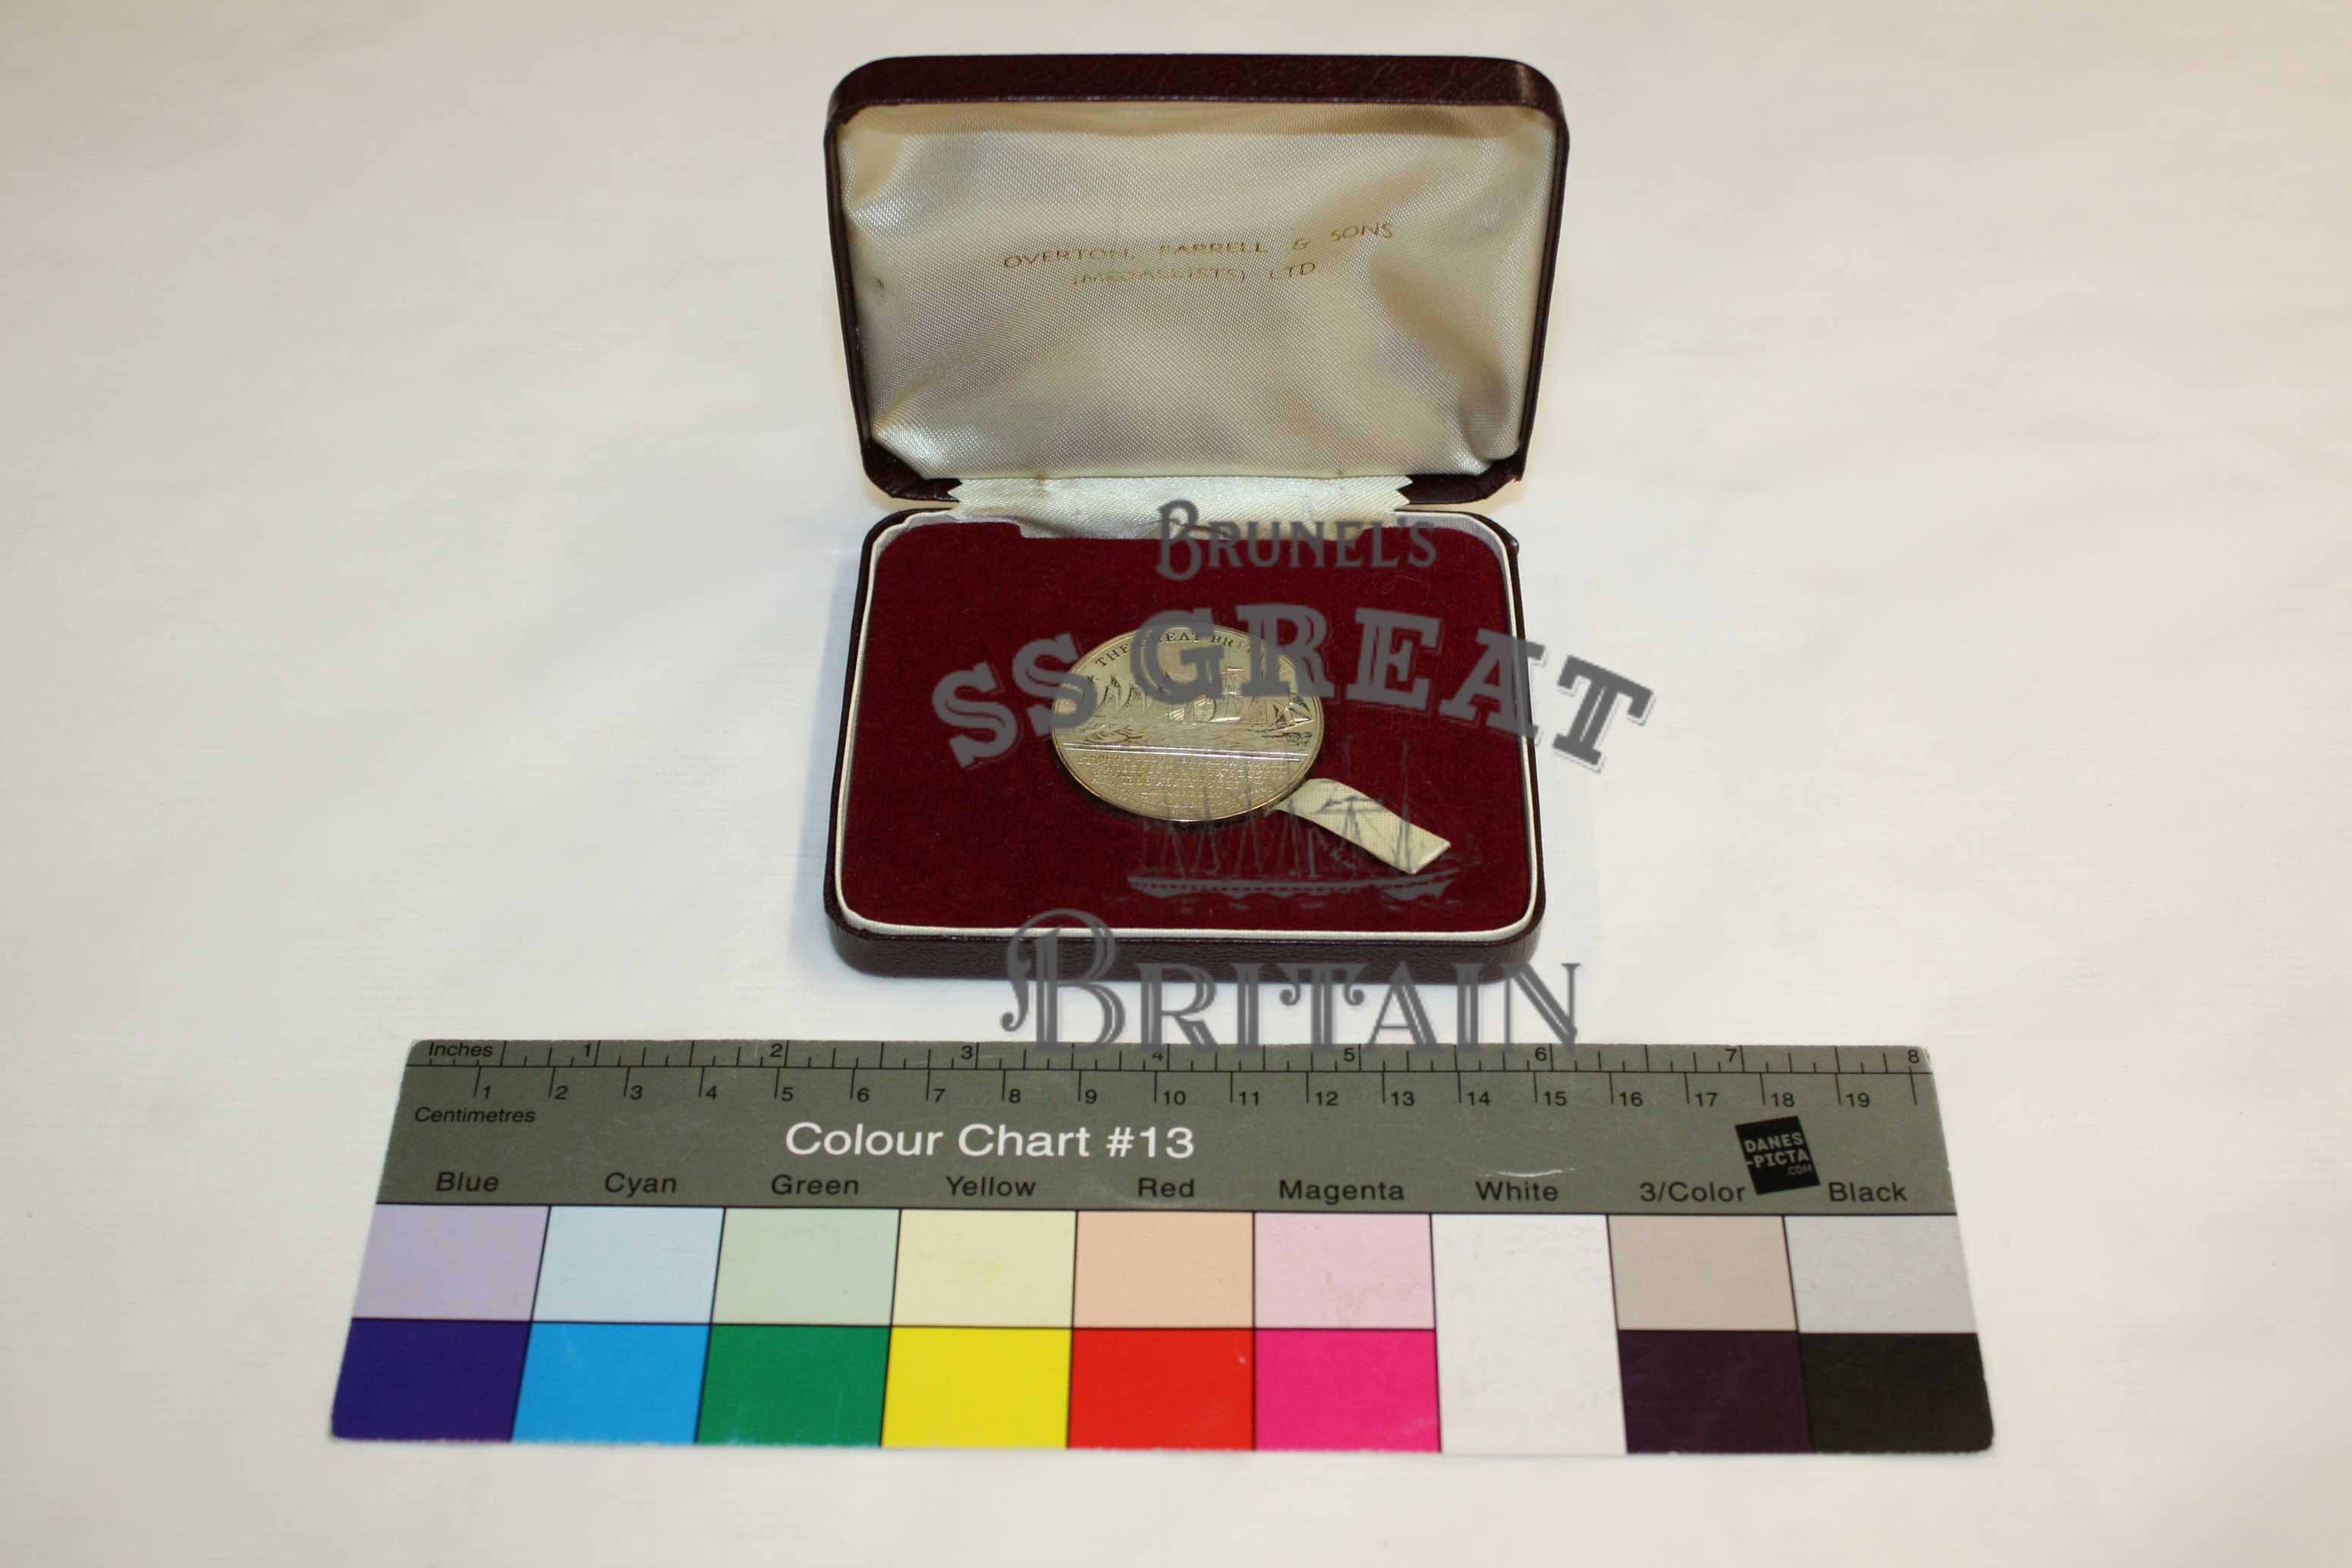 OVERTON, FARRELL & SONS
(MEDALLISTS) LTD
BRUNEL'S
SS GREAT
BRITAIN
THE GREAT
Inches 1 2 3 4 5 6 7 8
1 2 3 4 5 6 7 8 9 10 11 12 13 14 15 16 17 18 19
Centimetres
Colour Chart #13
DANES
-PICTA
.COM
Blue Cyan Green Yellow Red Magenta White 3/Color Black